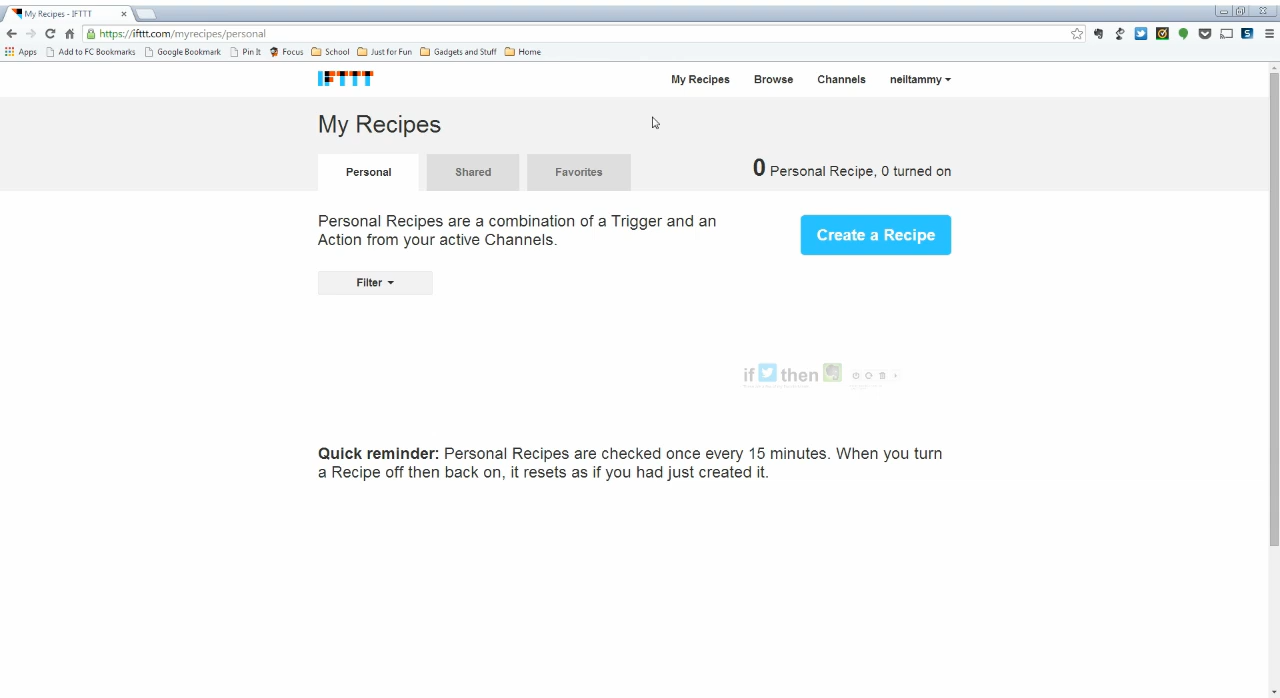 My Recipes - IFTTT
https://ifttt.com/myrecipes/personal
Apps Add to FC Bookmarks Google Bookmark Pin It Focus School Just for Fun Gadgets and Stuff Home
IFTTT My Recipes Browse Channels neiltammy
My Recipes
Personal Shared Favorites 0 Personal Recipe, 0 turned on
Personal Recipes are a combination of a Trigger and an
Action from your active Channels.
Create a Recipe
Filter
if then
Quick reminder: Personal Recipes are checked once every 15 minutes. When you turn
a Recipe off then back on, it resets as if you had just created it.